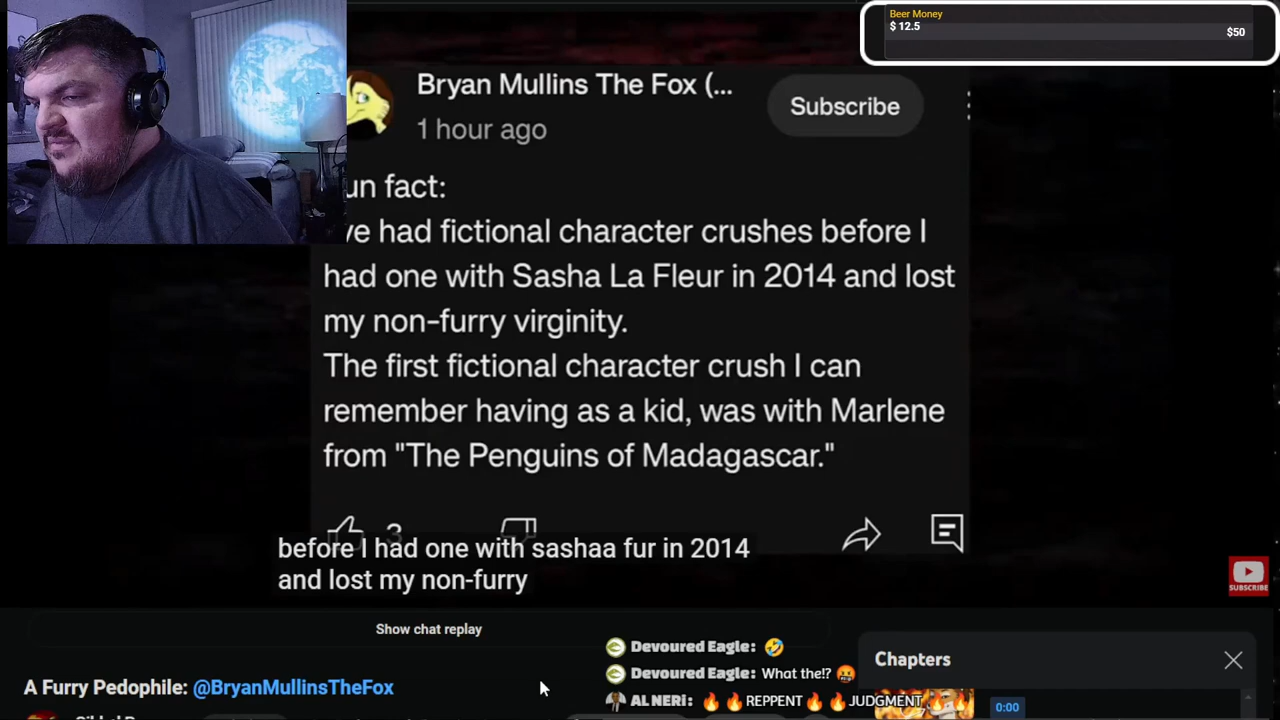 Beer Money
$ 12.5
$50
Bryan Mullins The Fox (...
Subscribe
1 hour ago
un fact:
ve had fictional character crushes before I
had one with Sasha La Fleur in 2014 and lost
my non-furry virginity.
The first fictional character crush I can
remember having as a kid, was with Marlene
from "The Penguins of Madagascar."
3
before I had one with sashaa fur in 2014
and lost my non-furry
SUBSCRIBE
Show chat replay
Devoured Eagle: 🤣
Devoured Eagle: What the!? 🤬
AL NERi: 🔥 🔥 REPPENT 🔥 🔥 JUDGMENT 🔥 🔥
Chapters
A Furry Pedophile: @BryanMullinsTheFox
0:00